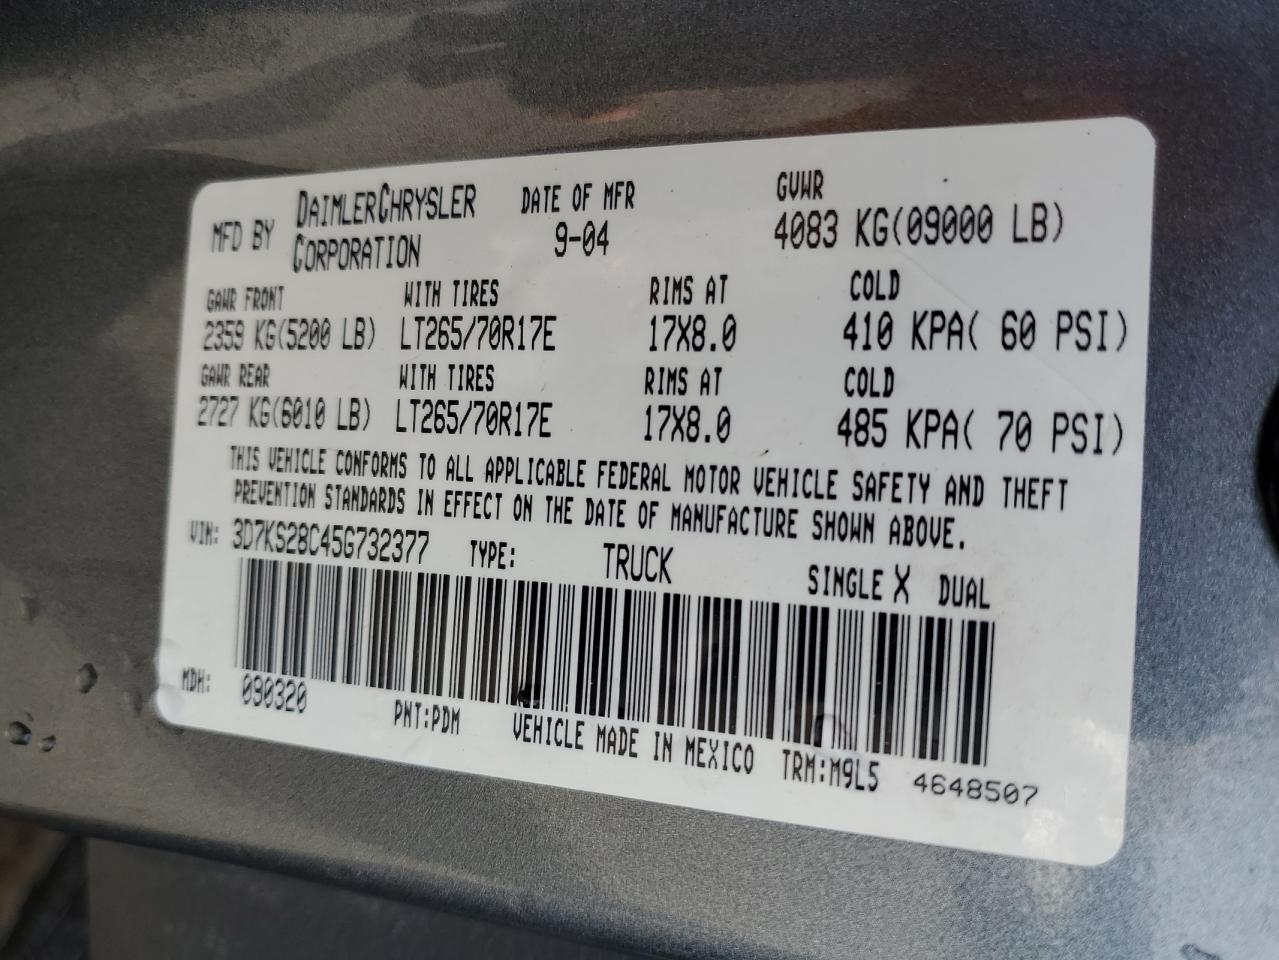 MFD BY DAIMLERCHRYSLER CORPORATION DATE OF MFR 9-04 GVWR 4083 KG(09000 LB)
GAWR FRONT WITH TIRES RIMS AT COLD
2359 KG(5200 LB) LT265/70R17E 17X8.0 410 KPA( 60 PSI)
GAWR REAR WITH TIRES RIMS AT COLD
2727 KG(6010 LB) LT265/70R17E 17X8.0 485 KPA( 70 PSI)
THIS VEHICLE CONFORMS TO ALL APPLICABLE FEDERAL MOTOR VEHICLE SAFETY AND THEFT
PREVENTION STANDARDS IN EFFECT ON THE DATE OF MANUFACTURE SHOWN ABOVE.
VIN: 3D7KS28C45G732377 TYPE: TRUCK SINGLE X DUAL
MDH: 090320 PNT:PDM VEHICLE MADE IN MEXICO TRM:M9L5 4648507